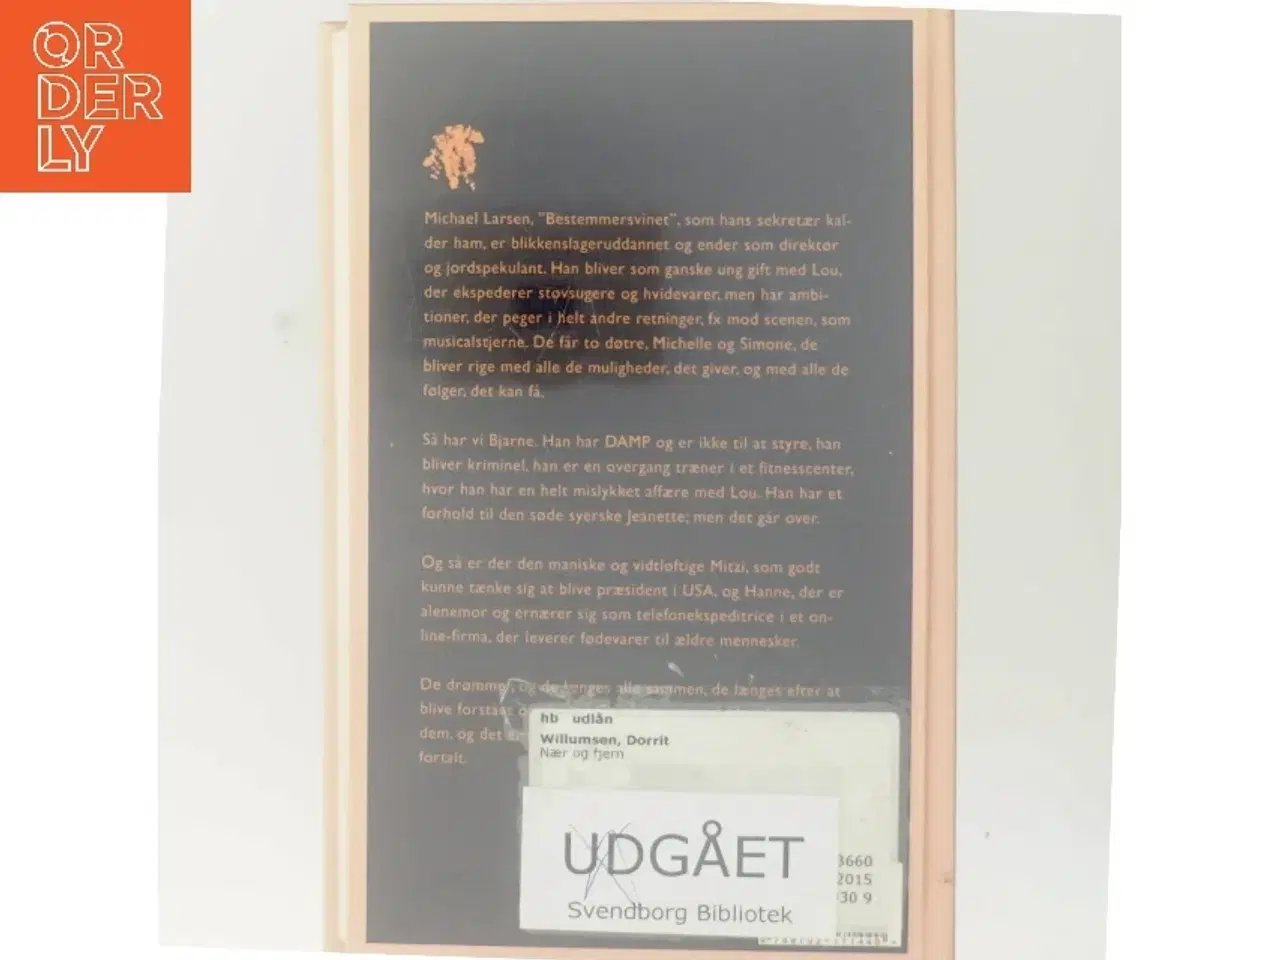 ORDERLY
Michael Larsen, "Bestemmersvinet", som hans sekretær kal-
der ham, er blikkenslageruddannet og ender som direktør
og jordspekulant. Han bliver som ganske ung gift med Lou,
der ekspederer støvsugere og hvidevarer, men har ambi-
tioner, der peger i helt andre retninger, fx mod scenen, som
musicalstjerne. De får to døtre, Michelle og Simone, de
bliver rige med alle de muligheder, det giver, og med alle de
følger, det kan få.
Så har vi Bjarne. Han har DAMP og er ikke til at styre, han
bliver kriminel, han er en overgang træner i et fitnesscenter,
hvor han har en helt mislykket affære med Lou. Han har et
forhold til den søde syerske Jeanette, men det går over.
Og så er der den maniske og vidtløftige Mitzi, som godt
kunne tænke sig at blive præsident i USA, og Hanne, der er
alenemor og ernærer sig som telefonekspeditrice i et on-
line-firma, der leverer fødevarer til ældre mennesker.
De drømmer, og de længes alle sammen, de længes efter at
blive forstået
dem, og det er
fortalt.
hb udlån
Willumsen, Dorrit
Nær og fjern
3660
2015
30 9
UDGÅET
Svendborg Bibliotek